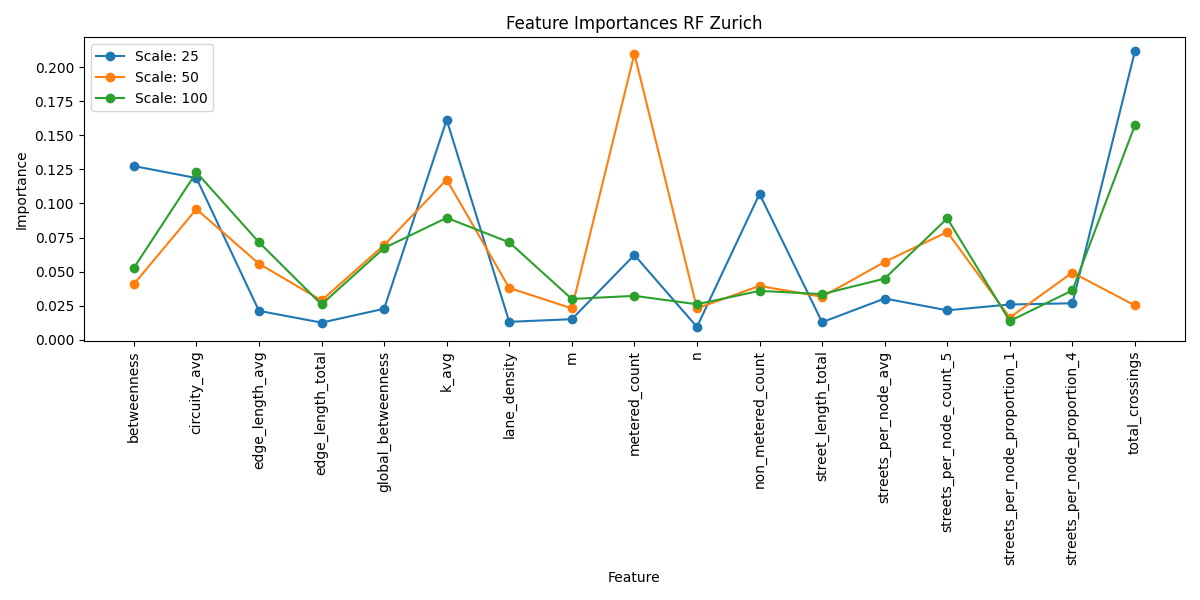 Feature Importances RF Zurich
Scale: 25
Scale: 50
Scale: 100
Importance
0.200
0.175
0.150
0.125
0.100
0.075
0.050
0.025
0.000
betweenness
circuity_avg
edge_length_avg
edge_length_total
global_betweenness
k_avg
lane_density
m
metered_count
n
non_metered_count
street_length_total
streets_per_node_avg
streets_per_node_count_5
streets_per_node_proportion_1
streets_per_node_proportion_4
total_crossings
Feature